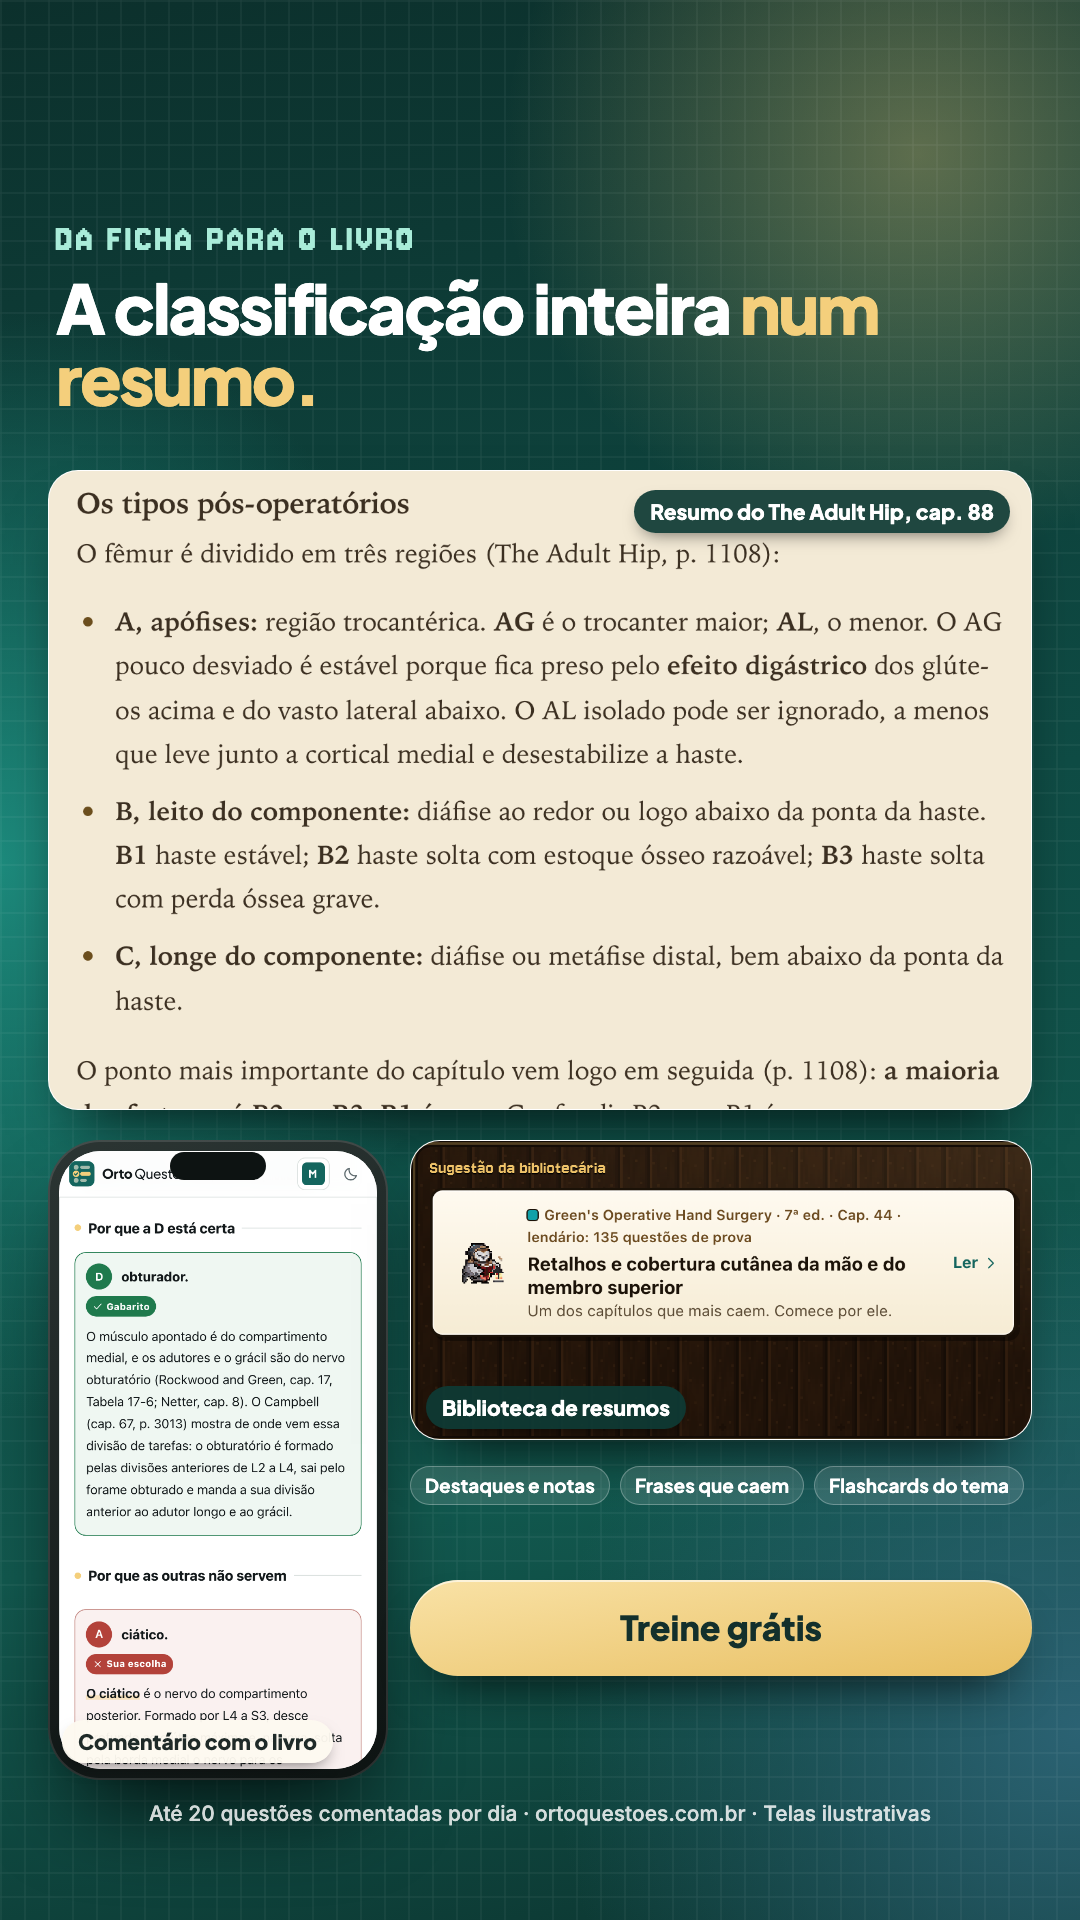 DA FICHA PARA O LIVRO
A classificação inteira num
resumo.
Os tipos pós-operatórios
Resumo do The Adult Hip, cap. 88
O fêmur é dividido em três regiões (The Adult Hip, p. 1108):
• A, apófises: região trocantérica. AG é o trocanter maior; AL, o menor. O AG
pouco desviado é estável porque fica preso pelo efeito digástrico dos glúte-
os acima e do vasto lateral abaixo. O AL isolado pode ser ignorado, a menos
que leve junto a cortical medial e desestabilize a haste.
• B, leito do componente: diáfise ao redor ou logo abaixo da ponta da haste.
B1 haste estável; B2 haste solta com estoque ósseo razoável; B3 haste solta
com perda óssea grave.
• C, longe do componente: diáfise ou metáfise distal, bem abaixo da ponta da
haste.
O ponto mais importante do capítulo vem logo em seguida (p. 1108): a maioria
Orto Quest
M
Por que a D está certa
D obturador.
Gabarito
O músculo apontado é do compartimento
medial, e os adutores e o grácil são do nervo
obturatório (Rockwood and Green, cap. 17,
Tabela 17-6; Netter, cap. 8). O Campbell
(cap. 67, p. 3013) mostra de onde vem essa
divisão de tarefas: o obturatório é formado
pelas divisões anteriores de L2 a L4, sai pelo
forame obturado e manda a sua divisão
anterior ao adutor longo e ao grácil.
Por que as outras não servem
A ciático.
Sua escolha
O ciático é o nervo do compartimento
posterior. Formado por L4 a S3, desce
Comentário com o livro
Sugestão da bibliotecária
Green's Operative Hand Surgery · 7ª ed. · Cap. 44 ·
lendário: 135 questões de prova
Retalhos e cobertura cutânea da mão e do
membro superior
Um dos capítulos que mais caem. Comece por ele.
Ler
Biblioteca de resumos
Destaques e notas
Frases que caem
Flashcards do tema
Treine grátis
Até 20 questões comentadas por dia · ortoquestoes.com.br · Telas ilustrativas